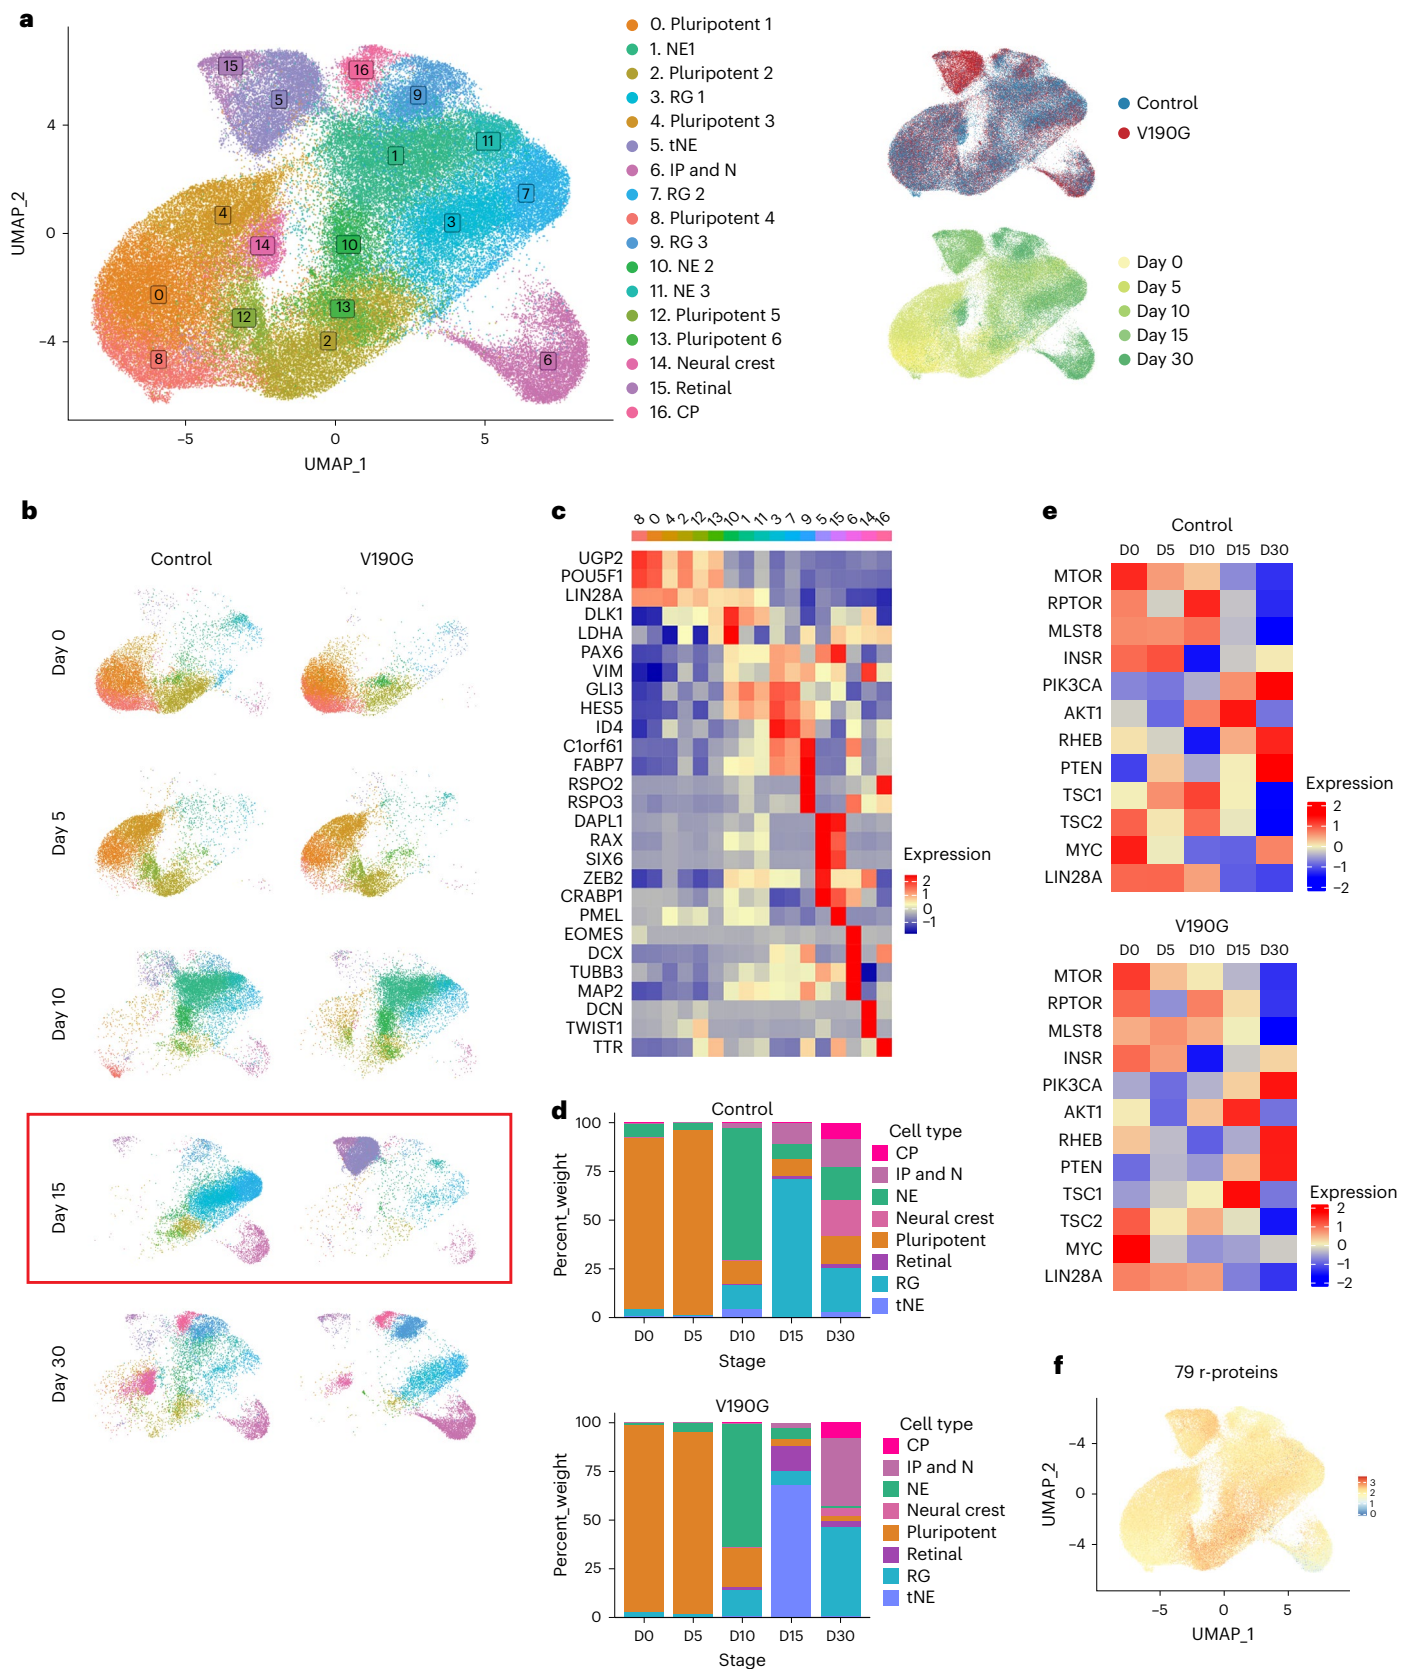 a
UMAP_2
4
0
−4
−5
0
5
UMAP_1
15
5
16
9
1
11
7
3
4
14
10
0
12
13
2
8
6
0. Pluripotent 1
1. NE1
2. Pluripotent 2
3. RG 1
4. Pluripotent 3
5. tNE
6. IP and N
7. RG 2
8. Pluripotent 4
9. RG 3
10. NE 2
11. NE 3
12. Pluripotent 5
13. Pluripotent 6
14. Neural crest
15. Retinal
16. CP
Control
V190G
Day 0
Day 5
Day 10
Day 15
Day 30
b
Control
V190G
Day 0
Day 5
Day 10
Day 15
Day 30
c
8 0 4 2 12 13 10 1 11 3 7 9 5 15 6 14 16
UGP2
POU5F1
LIN28A
DLK1
LDHA
PAX6
VIM
GLI3
HES5
ID4
C1orf61
FABP7
RSPO2
RSPO3
DAPL1
RAX
SIX6
ZEB2
CRABP1
PMEL
EOMES
DCX
TUBB3
MAP2
DCN
TWIST1
TTR
Expression
2
1
0
−1
d
Control
Percent_weight
100
75
50
25
0
D0 D5 D10 D15 D30
Stage
Cell type
CP
IP and N
NE
Neural crest
Pluripotent
Retinal
RG
tNE
V190G
Percent_weight
100
75
50
25
0
D0 D5 D10 D15 D30
Stage
Cell type
CP
IP and N
NE
Neural crest
Pluripotent
Retinal
RG
tNE
e
Control
D0 D5 D10 D15 D30
MTOR
RPTOR
MLST8
INSR
PIK3CA
AKT1
RHEB
PTEN
TSC1
TSC2
MYC
LIN28A
Expression
2
1
0
−1
−2
V190G
D0 D5 D10 D15 D30
MTOR
RPTOR
MLST8
INSR
PIK3CA
AKT1
RHEB
PTEN
TSC1
TSC2
MYC
LIN28A
Expression
2
1
0
−1
−2
f
79 r-proteins
UMAP_2
−4
0
−4
−5
0
5
UMAP_1
3
2
1
0